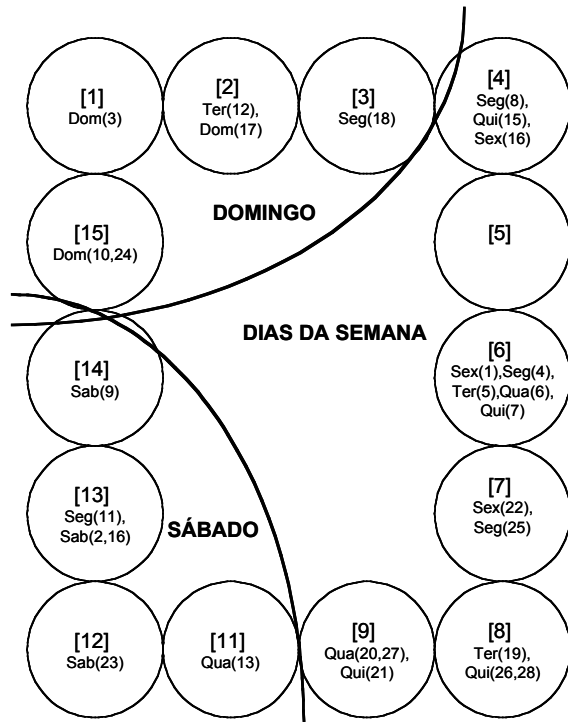 [1]
Dom(3)
[2]
Ter(12),
Dom(17)
[3]
Seg(18)
[4]
Seg(8),
Qui(15),
Sex(16)
DOMINGO
[15]
Dom(10,24)
[5]
DIAS DA SEMANA
[14]
Sab(9)
[6]
Sex(1),Seg(4),
Ter(5),Qua(6),
Qui(7)
[13]
Seg(11),
Sab(2,16)
SÁBADO
[7]
Sex(22),
Seg(25)
[12]
Sab(23)
[11]
Qua(13)
[9]
Qua(20,27),
Qui(21)
[8]
Ter(19),
Qui(26,28)